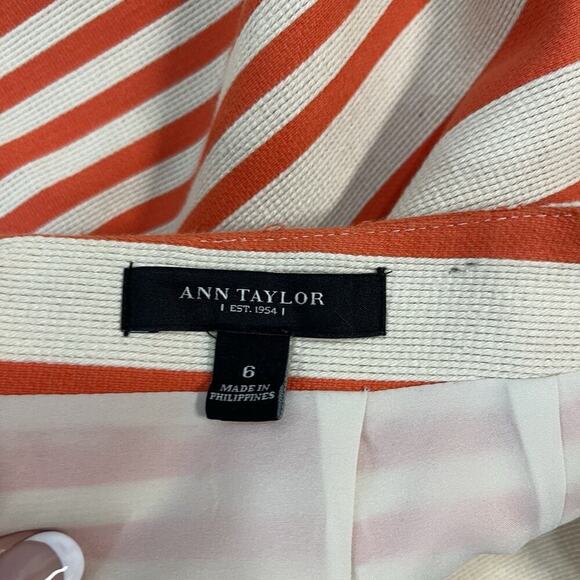 ANN TAYLOR
EST. 1954
6
MADE IN
PHILIPPINES